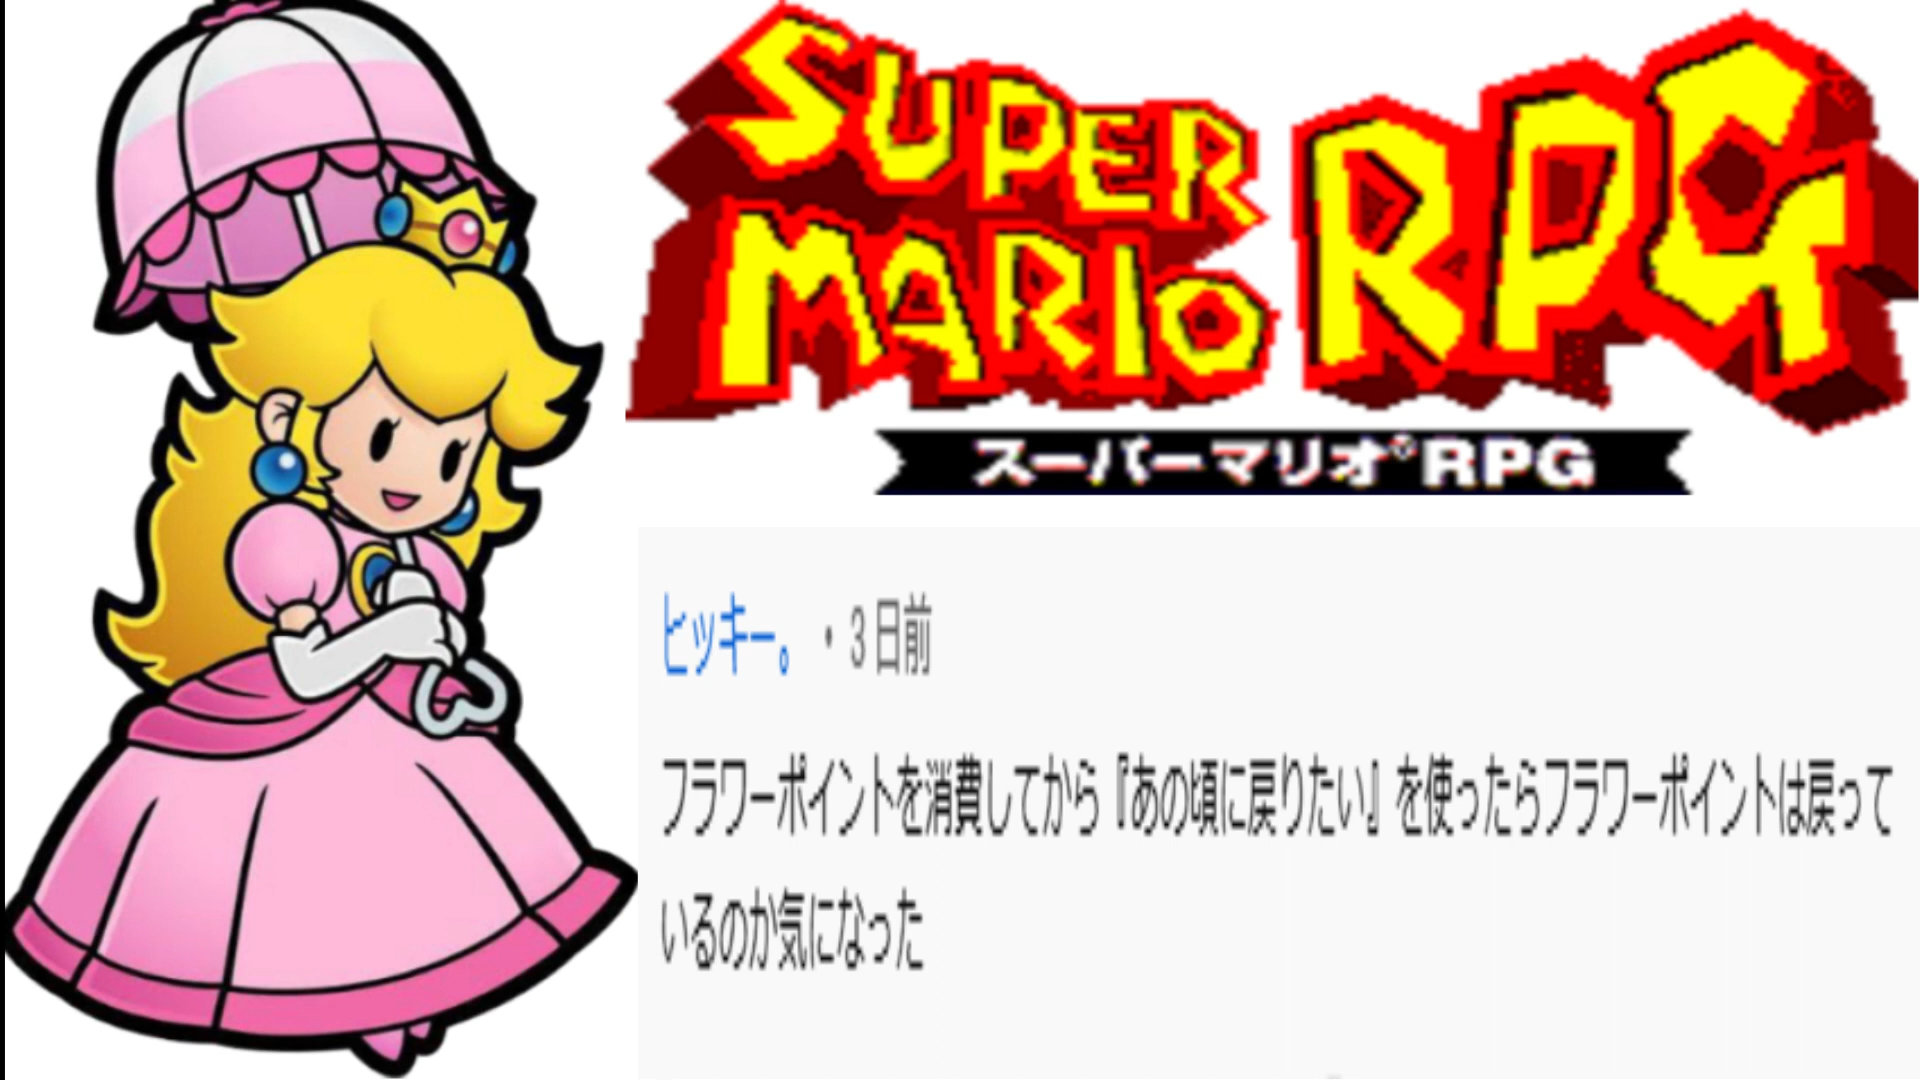 SUPER
MARIO RPG
スーパーマリオRPG
ヒッキー。 • 3 日前
フラワーポイントを消費してから『あの頃に戻りたい』を使ったらフラワーポイントは戻って
いるのか気になった